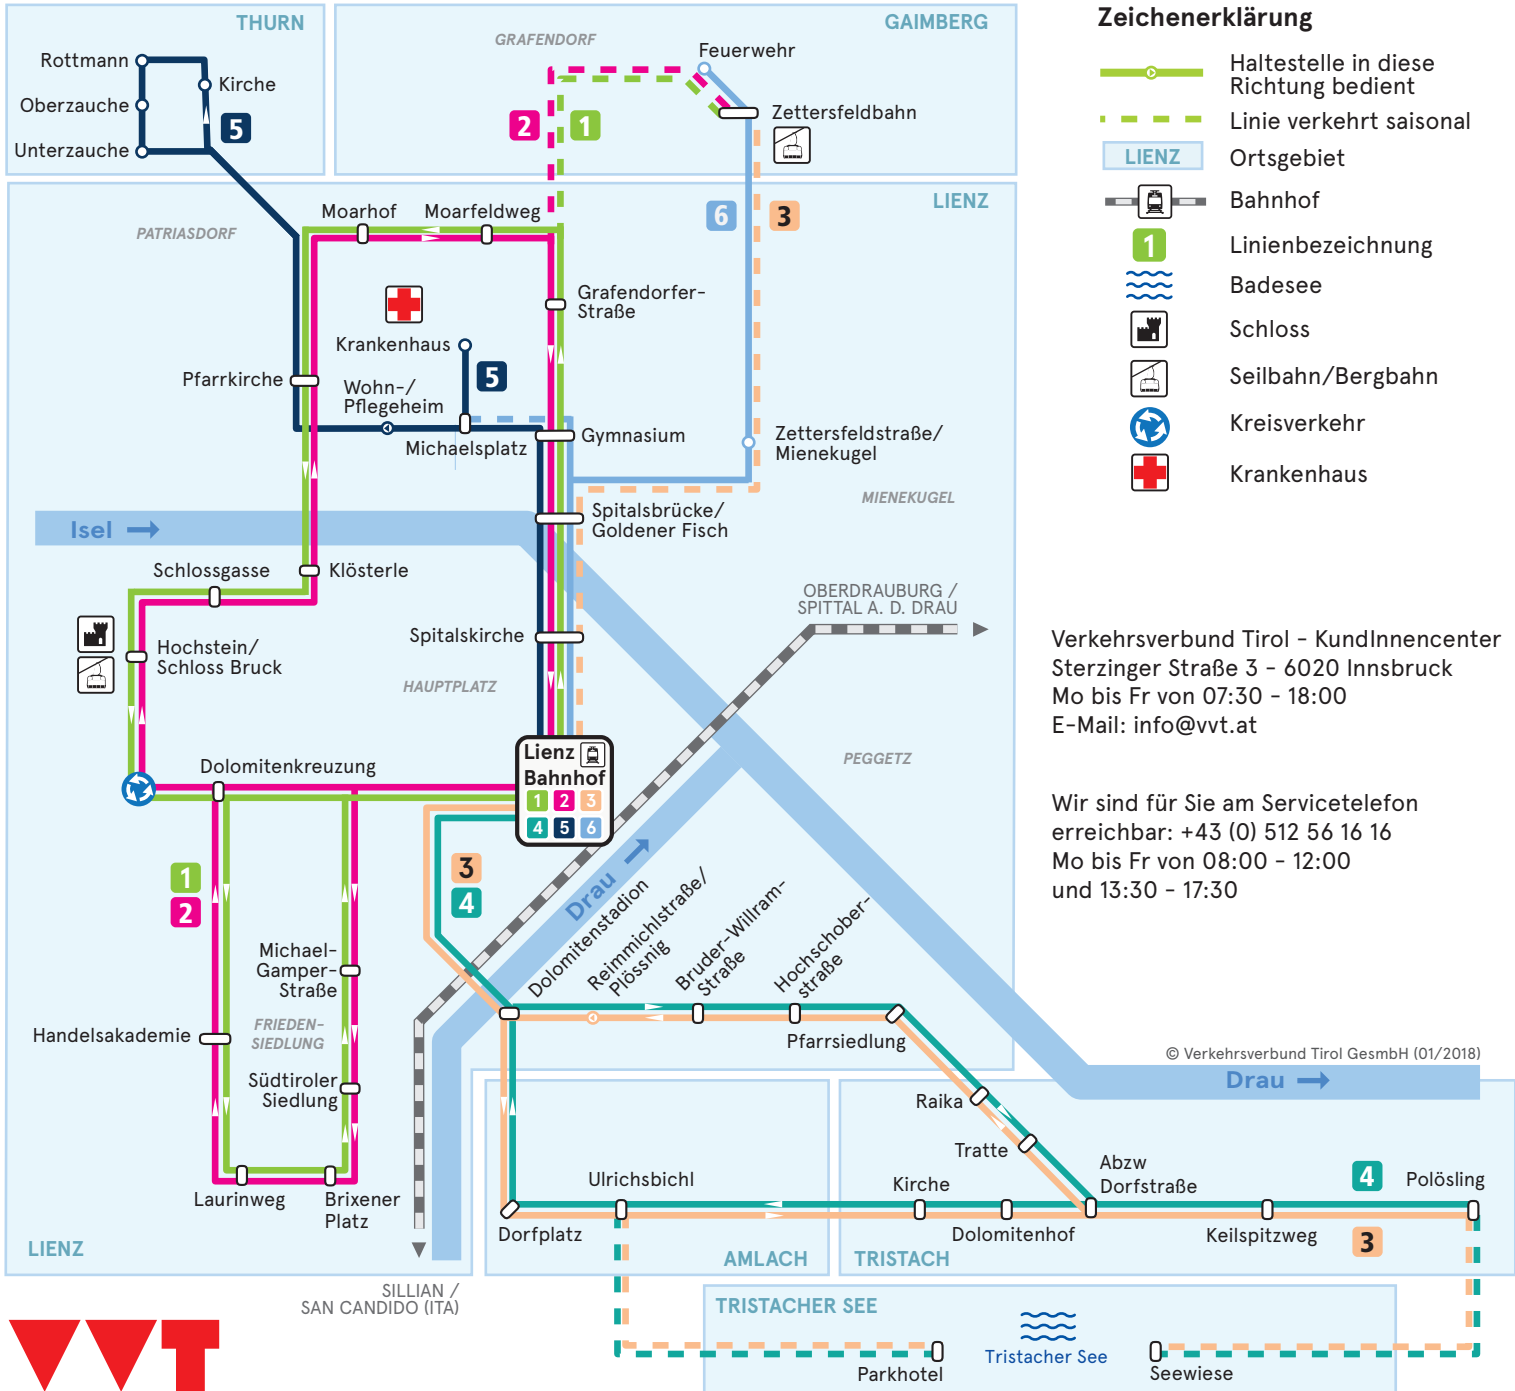 THURN
Rottmann
Kirche
Oberzauche
5
Unterzauche
GAIMBERG
GRAFENDORF
Feuerwehr
Zettersfeldbahn
2
1
6
3
LIENZ
PATRIASDORF
Moarhof
Moarfeldweg
Grafendorfer-
Straße
Krankenhaus
5
Pfarrkirche
Wohn-/
Pflegeheim
Michaelsplatz
Gymnasium
Zettersfeldstraße/
Mienekugel
MIENEKUGEL
Isel
Spitalsbrücke/
Goldener Fisch
Schlossgasse
Klösterle
OBERDRAUBURG /
SPITTAL A. D. DRAU
Hochstein/
Schloss Bruck
Spitalskirche
HAUPTPLATZ
PEGGETZ
Dolomitenkreuzung
Lienz
Bahnhof
1 2 3
4 5 6
1
2
3
4
Drau
Dolomitenstadion
Reimmichlstraße/
Plössnig
Bruder-Willram-
Straße
Hochschober-
straße
Pfarrsiedlung
Michael-
Gamper-
Straße
Handelsakademie
FRIEDEN-
SIEDLUNG
Südtiroler
Siedlung
Laurinweg
Brixener
Platz
LIENZ
SILLIAN /
SAN CANDIDO (ITA)
Raika
Tratte
Abzw
Dorfstraße
Ulrichsbichl
Kirche
4
Polösling
Dorfplatz
Dolomitenhof
Keilspitzweg
3
AMLACH
TRISTACH
TRISTACHER SEE
Tristacher See
Parkhotel
Seewiese
Drau
© Verkehrsverbund Tirol GesmbH (01/2018)
Zeichenerklärung
Haltestelle in diese
Richtung bedient
Linie verkehrt saisonal
LIENZ Ortsgebiet
Bahnhof
1 Linienbezeichnung
Badesee
Schloss
Seilbahn/Bergbahn
Kreisverkehr
Krankenhaus
Verkehrsverbund Tirol - KundInnencenter
Sterzinger Straße 3 - 6020 Innsbruck
Mo bis Fr von 07:30 - 18:00
E-Mail: info@vvt.at
Wir sind für Sie am Servicetelefon
erreichbar: +43 (0) 512 56 16 16
Mo bis Fr von 08:00 - 12:00
und 13:30 - 17:30
VVT